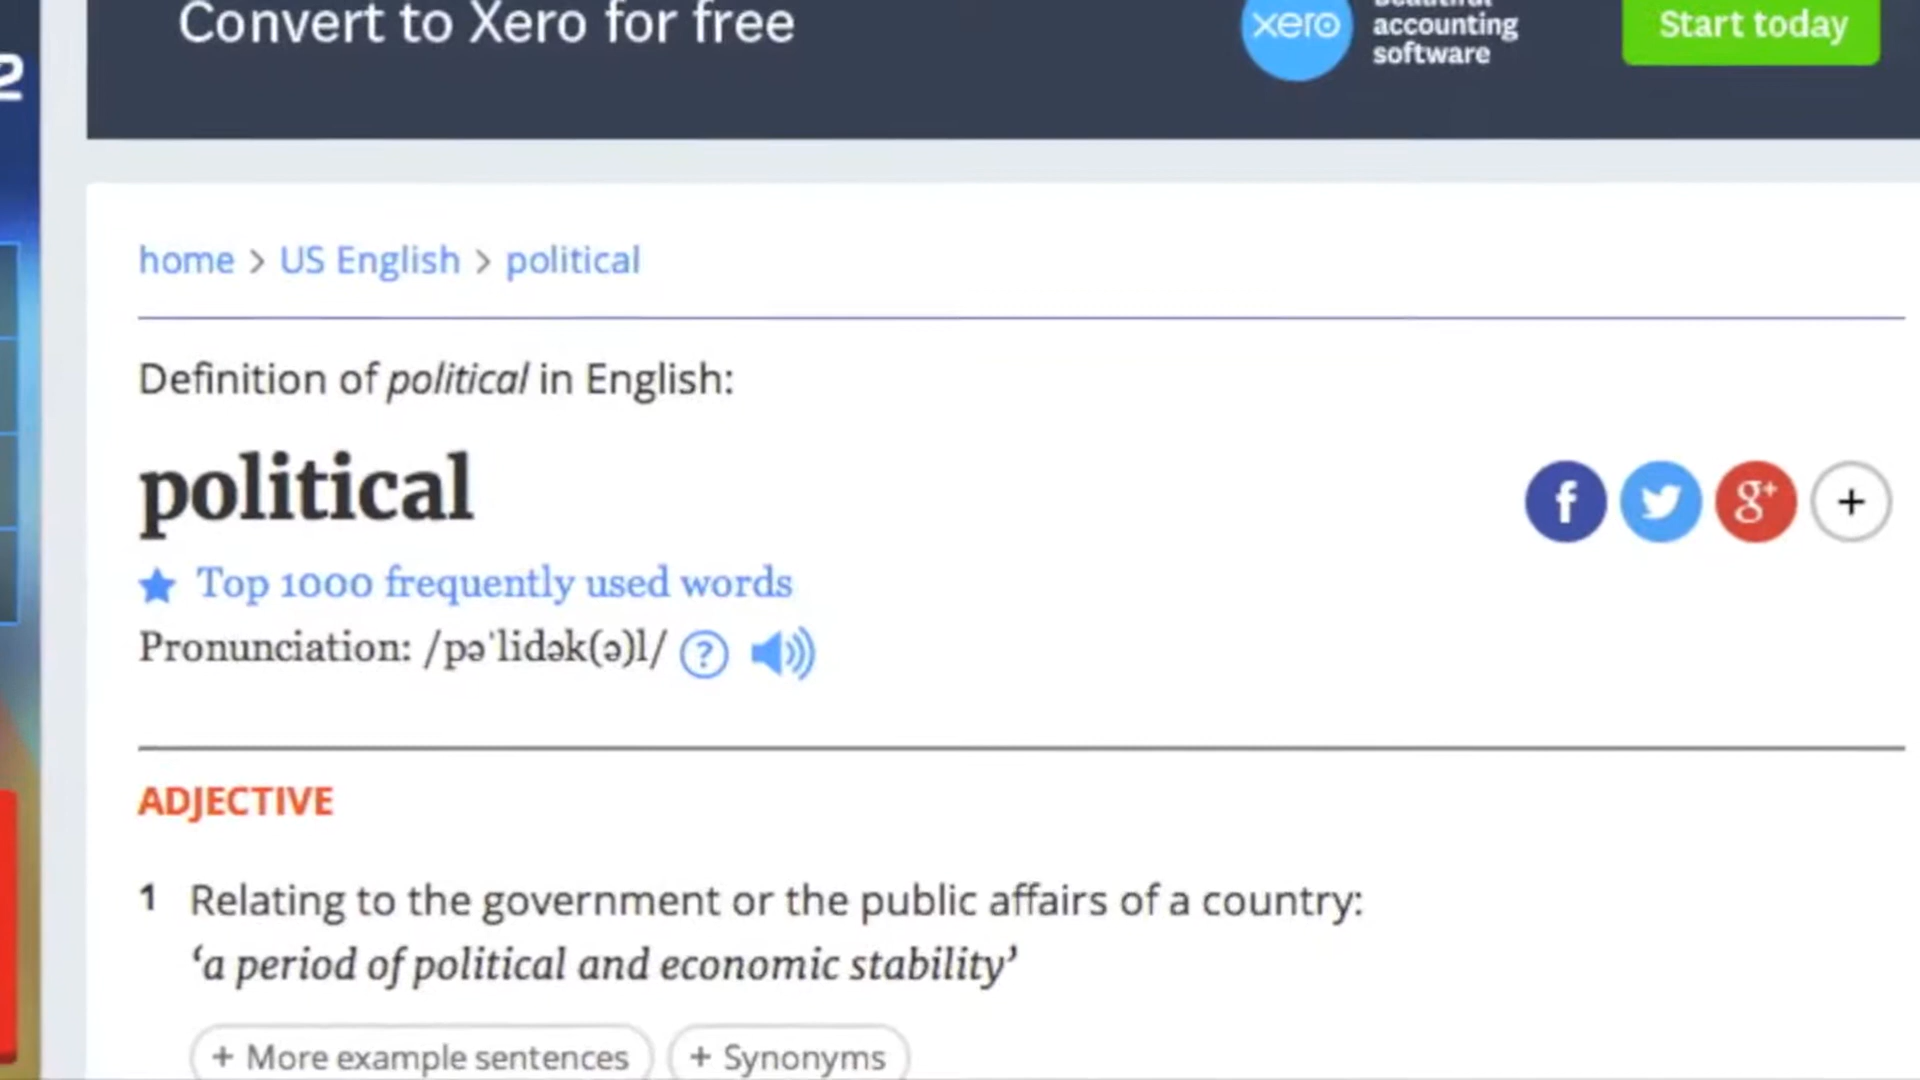 2
Convert to Xero for free
xero
Beautiful
accounting
software
Start today
home > US English > political
Definition of political in English:
political
Top 1000 frequently used words
Pronunciation: /pəˈlidək(ə)l/ ?
f
g+
+
ADJECTIVE
1 Relating to the government or the public affairs of a country:
‘a period of political and economic stability’
+ More example sentences + Synonyms